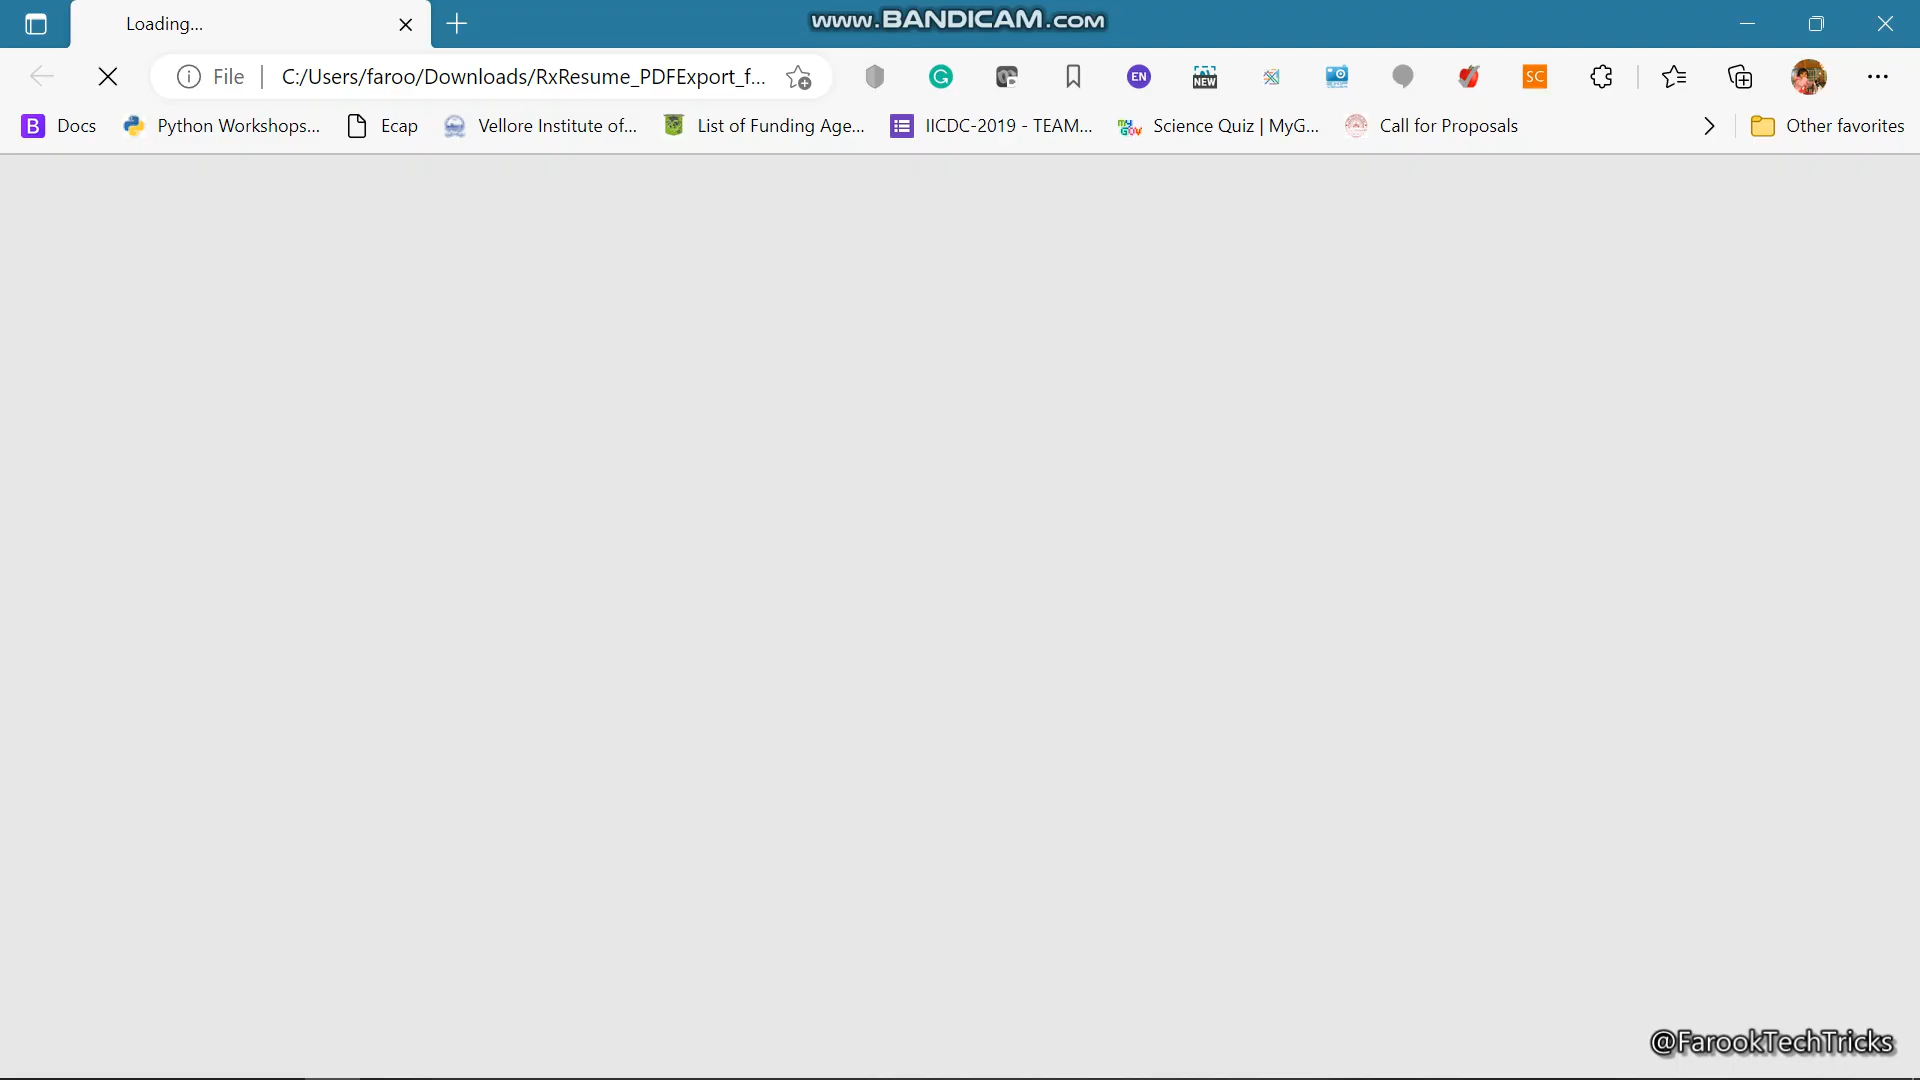 Loading...
www.BANDICAM.com
File
C:/Users/faroo/Downloads/RxResume_PDFExport_f...
G
EN
NEW
SC
B Docs
Python Workshops...
Ecap
Vellore Institute of...
List of Funding Age...
IICDC-2019 - TEAM...
Science Quiz | MyG...
Call for Proposals
Other favorites
@FarookTechTricks